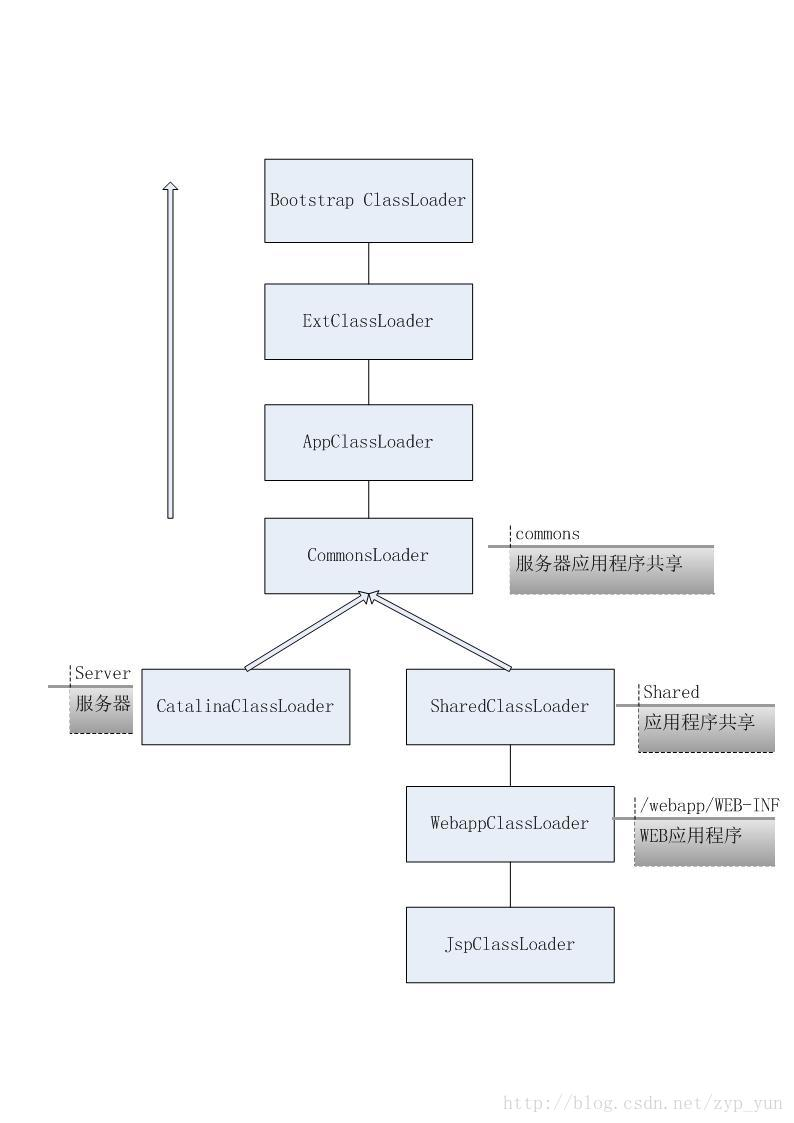 Bootstrap ClassLoader
ExtClassLoader
AppClassLoader
CommonsLoader
commons
服务器应用程序共享
Server
服务器
CatalinaClassLoader
SharedClassLoader
Shared
应用程序共享
WebappClassLoader
/webapp/WEB-INF
WEB应用程序
JspClassLoader
http://blog.csdn.net/zyp_yun